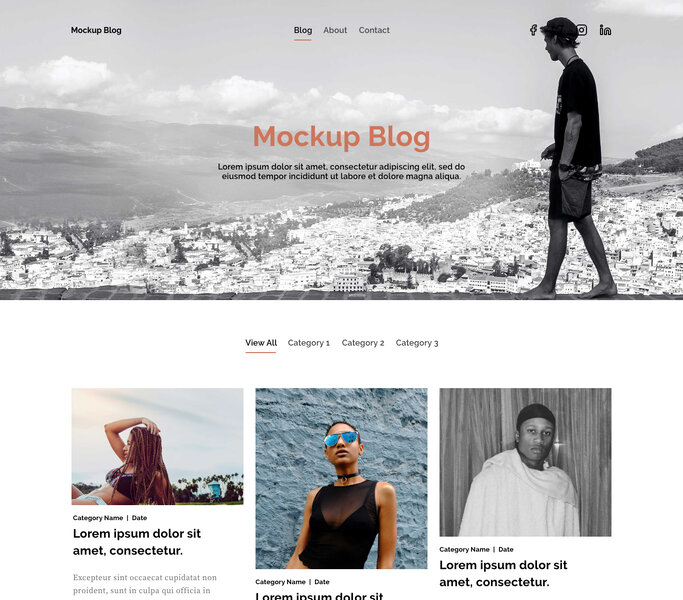 Mockup Blog
Blog About Contact
Mockup Blog
Lorem ipsum dolor sit amet, consectetur adipiscing elit, sed do
eiusmod tempor incididunt ut labore et dolore magna aliqua.
View All Category 1 Category 2 Category 3
Category Name | Date
Lorem ipsum dolor sit
amet, consectetur.
Excepteur sint occaecat cupidatat non
proident, sunt in culpa qui officia in
Category Name | Date
Lorem ipsum dolor sit
Category Name | Date
Lorem ipsum dolor sit
amet, consectetur.